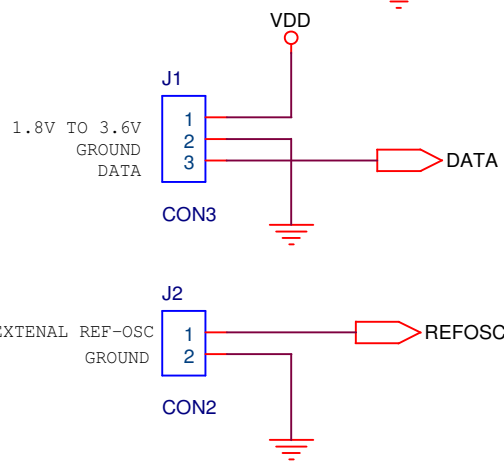 VDD
J1
1.8V TO 3.6V
1
GROUND
2
DATA
3
DATA
CON3
J2
EXTENAL REF-OSC
1
REFOSC
GROUND
2
CON2